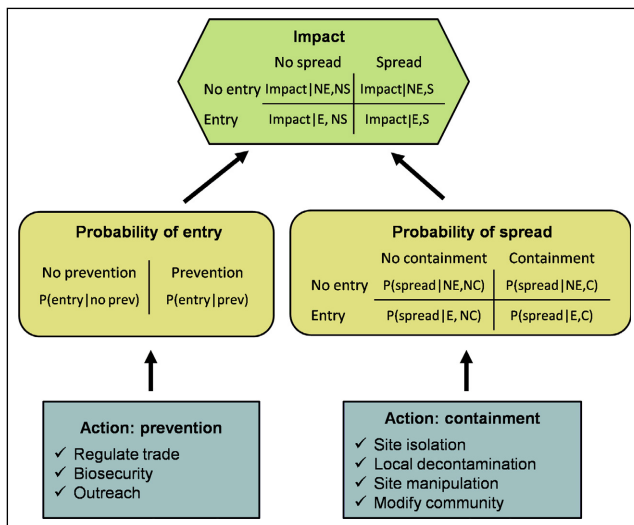 Impact
No spread Spread
No entry Impact|NE,NS Impact|NE,S
Entry Impact|E, NS Impact|E,S
Probability of entry
No prevention Prevention
P(entry|no prev) P(entry|prev)
Probability of spread
No containment Containment
No entry P(spread|NE,NC) P(spread|NE,C)
Entry P(spread|E, NC) P(spread|E,C)
Action: prevention
✓ Regulate trade
✓ Biosecurity
✓ Outreach
Action: containment
✓ Site isolation
✓ Local decontamination
✓ Site manipulation
✓ Modify community